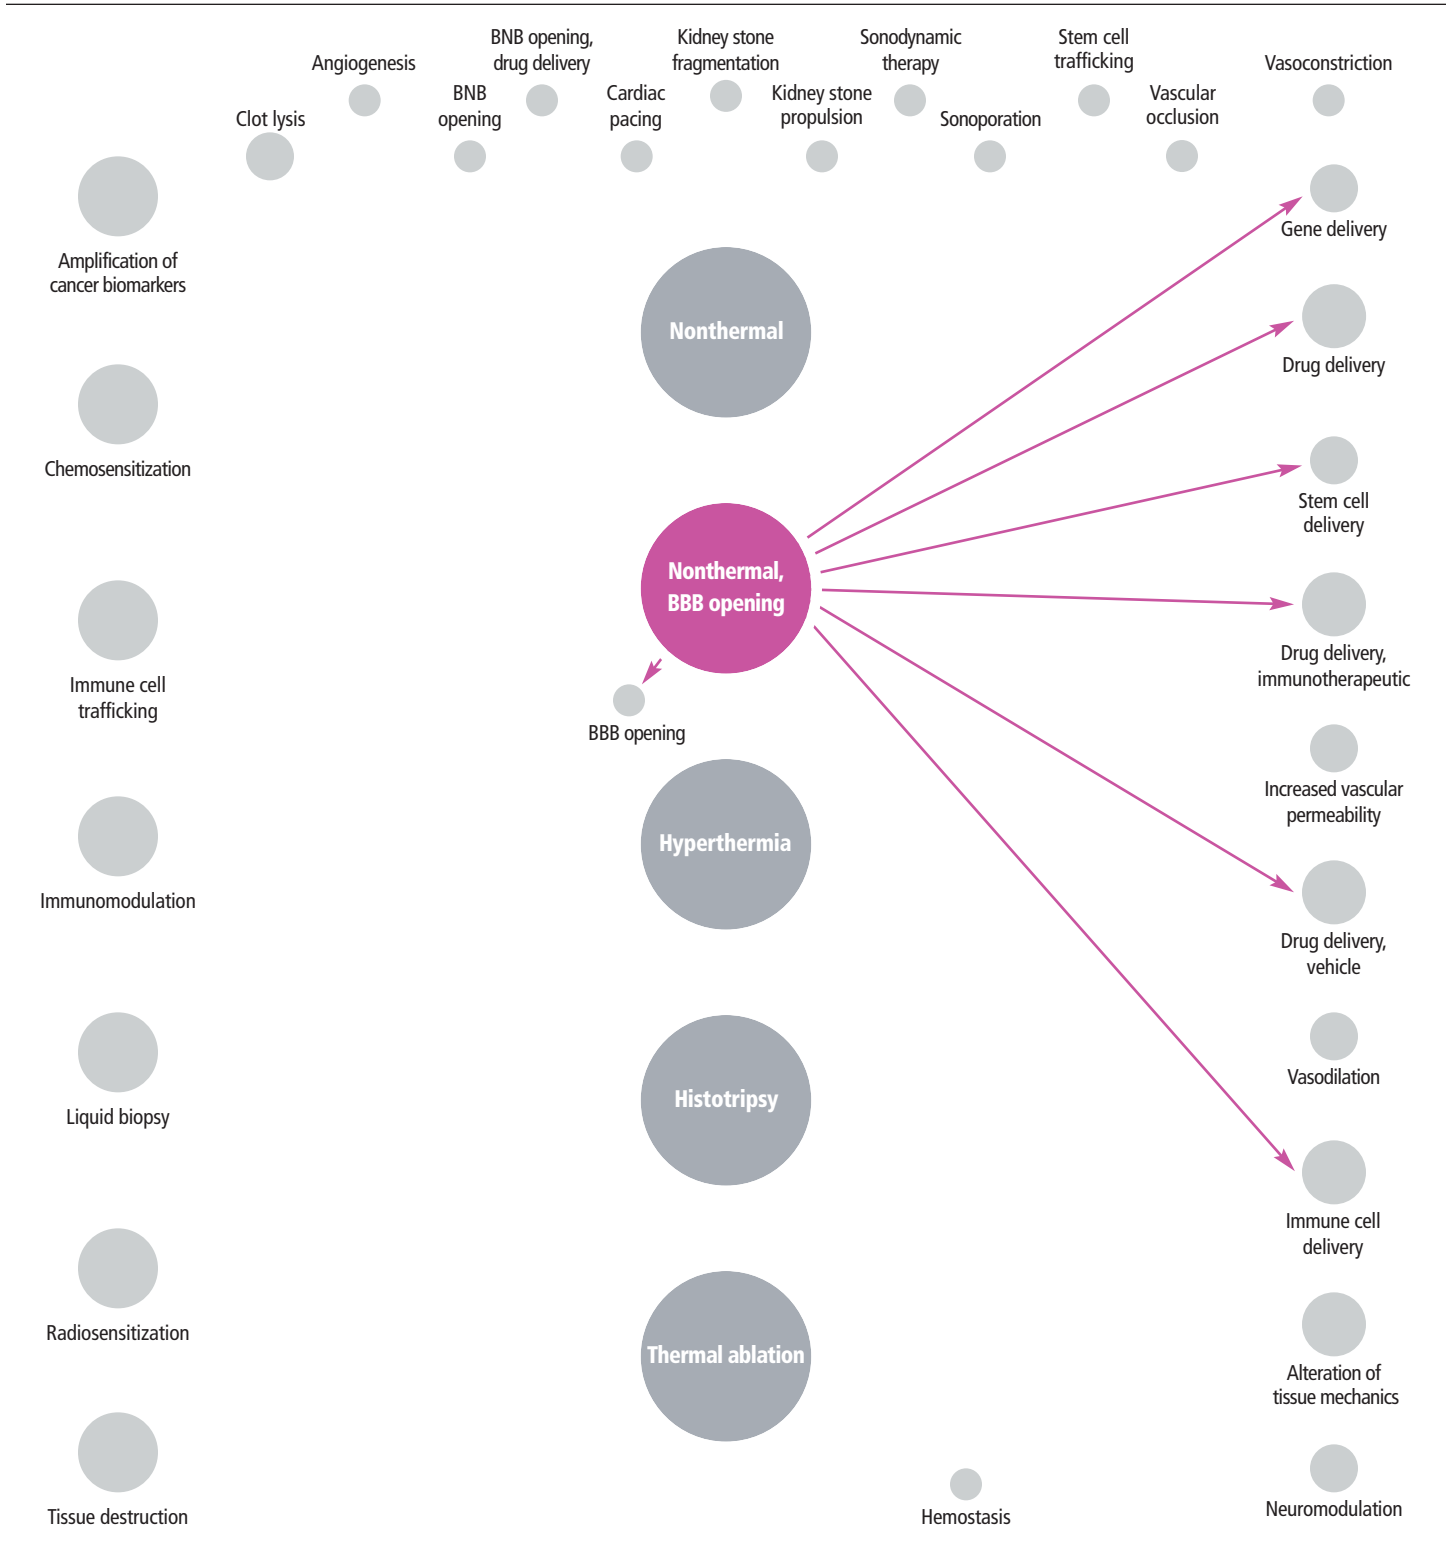 BNB opening,
drug delivery
Kidney stone
fragmentation
Sonodynamic
therapy
Stem cell
trafficking
Angiogenesis
Vasoconstriction
Clot lysis
BNB
opening
Cardiac
pacing
Kidney stone
propulsion
Sonoporation
Vascular
occlusion
Amplification of
cancer biomarkers
Chemosensitization
Immune cell
trafficking
Immunomodulation
Liquid biopsy
Radiosensitization
Tissue destruction
Nonthermal
Nonthermal,
BBB opening
BBB opening
Hyperthermia
Histotripsy
Thermal ablation
Hemostasis
Gene delivery
Drug delivery
Stem cell
delivery
Drug delivery,
immunotherapeutic
Increased vascular
permeability
Drug delivery,
vehicle
Vasodilation
Immune cell
delivery
Alteration of
tissue mechanics
Neuromodulation